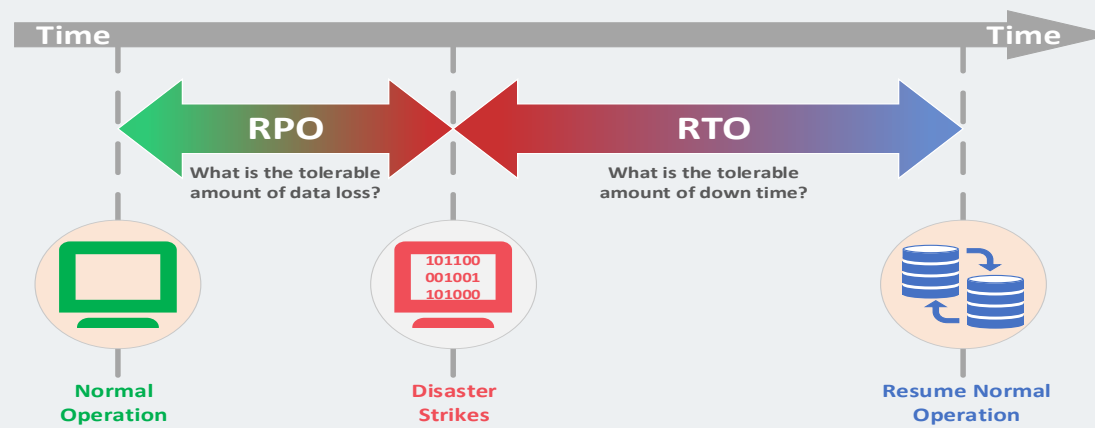 Time
Time
RPO
RTO
What is the tolerable
amount of data loss?
What is the tolerable
amount of down time?
101100
001001
101000
Normal
Operation
Disaster
Strikes
Resume Normal
Operation